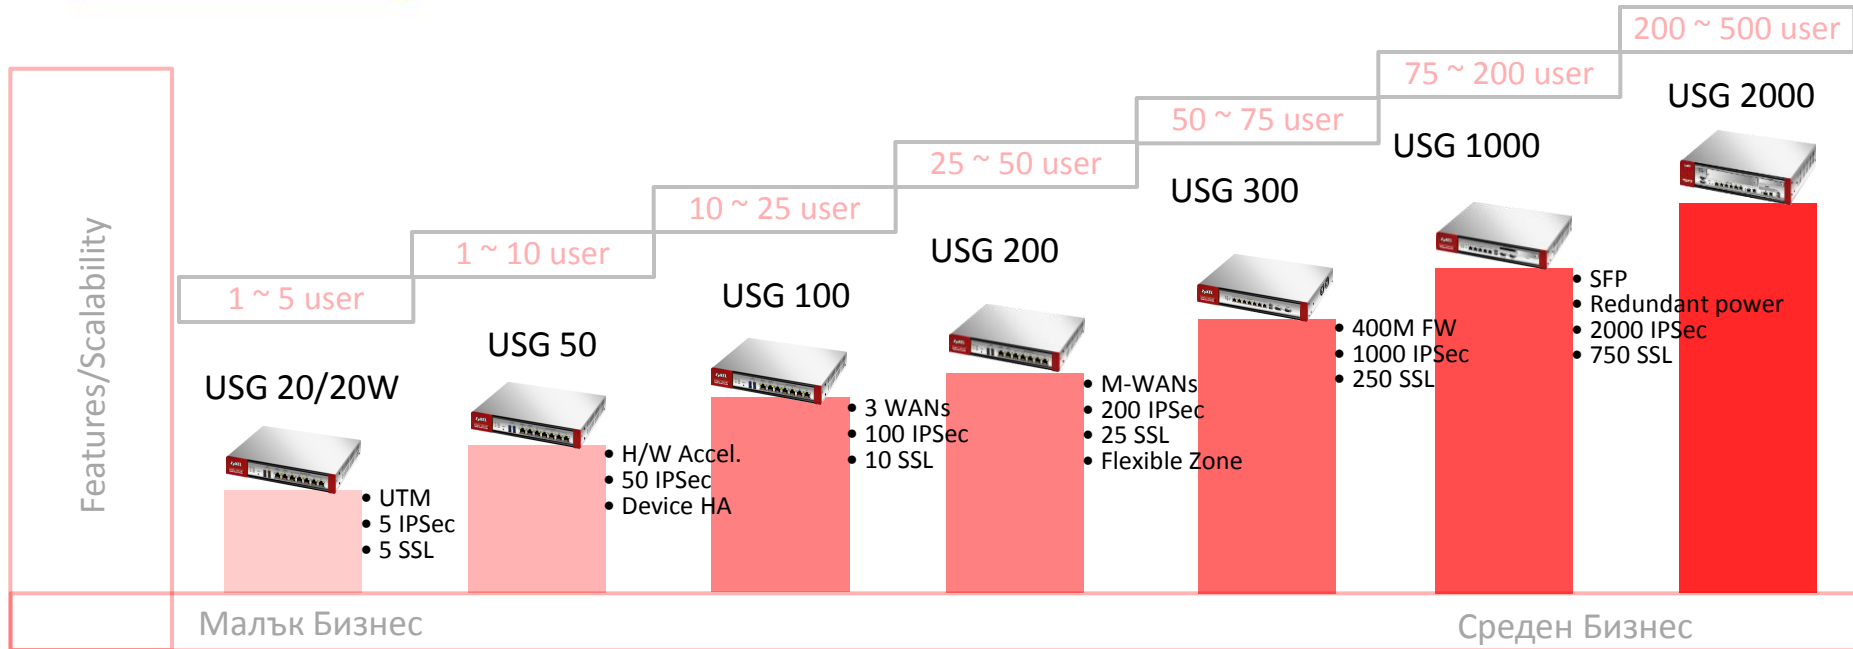 200 ~ 500 user
75 ~ 200 user
50 ~ 75 user
25 ~ 50 user
10 ~ 25 user
1 ~ 10 user
1 ~ 5 user
Features/Scalability
USG 20/20W
• UTM
• 5 IPSec
• 5 SSL
USG 50
• H/W Accel.
• 50 IPSec
• Device HA
USG 100
• 3 WANs
• 100 IPSec
• 10 SSL
USG 200
• M-WANs
• 200 IPSec
• 25 SSL
• Flexible Zone
USG 300
• 400M FW
• 1000 IPSec
• 250 SSL
USG 1000
• SFP
• Redundant power
• 2000 IPSec
• 750 SSL
USG 2000
Малък Бизнес
Среден Бизнес